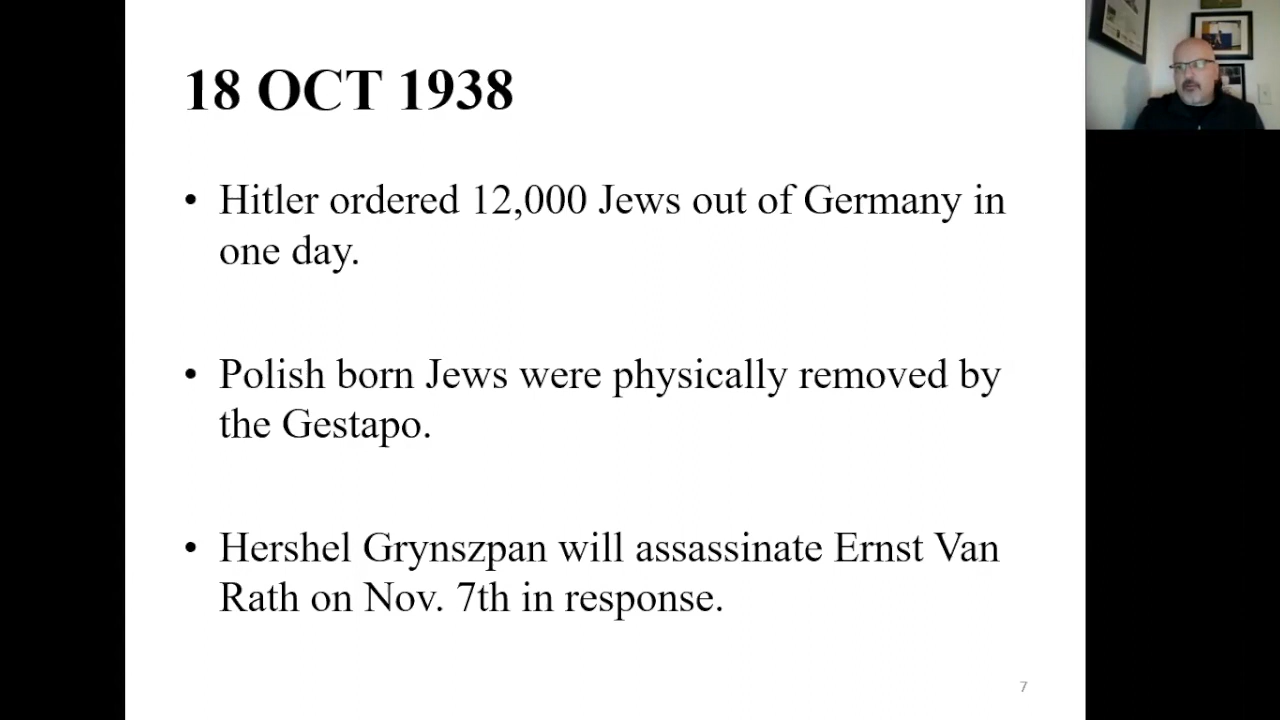 18 OCT 1938
• Hitler ordered 12,000 Jews out of Germany in
one day.
• Polish born Jews were physically removed by
the Gestapo.
• Hershel Grynszpan will assassinate Ernst Van
Rath on Nov. 7th in response.
7